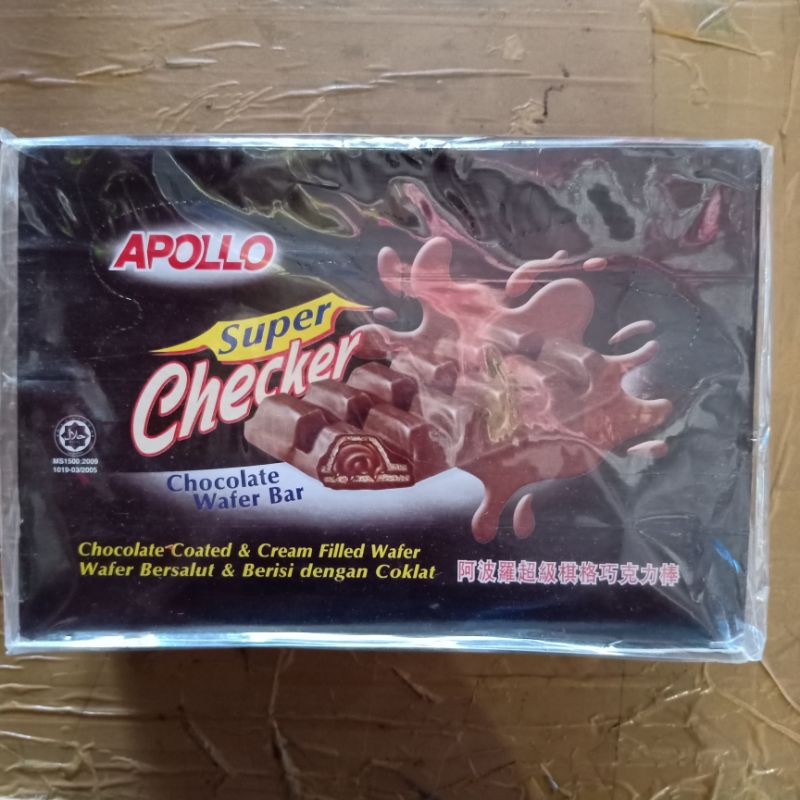 APOLLO
Super
Checker
Chocolate
Wafer Bar
حلال
MS1500:2009
1019-03/2005
Chocolate Coated & Cream Filled Wafer
Wafer Bersalut & Berisi dengan Coklat
阿波羅超級棋格巧克力棒